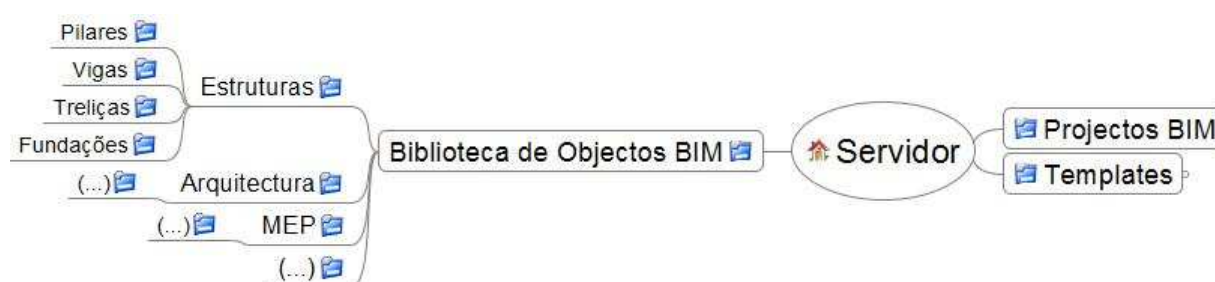 Pilares
Vigas
Treliças
Fundações
Estruturas
(...)
Arquitectura
(...)
MEP
(...)
Biblioteca de Objectos BIM
Servidor
Projectos BIM
Templates